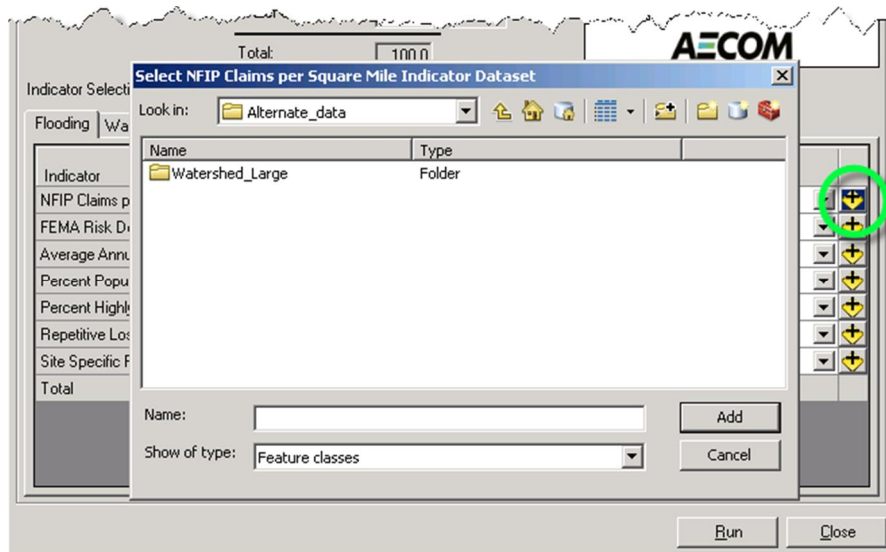 Total: 100.0
AECOM
Select NFIP Claims per Square Mile Indicator Dataset
Indicator Selecti
Look in: Alternate_data
Flooding Wa
Name Type
Indicator
Watershed_Large Folder
NFIP Claims p
FEMA Risk D
Average Annu
Percent Popu
Percent Highl
Repetitive Los
Site Specific F
Total
Name: Add
Show of type: Feature classes Cancel
Run Close